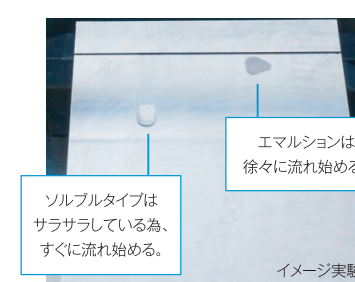 エマルションは
徐々に流れ始める
ソルブルタイプは
サラサラしている為、
すぐに流れ始める。
イメージ実験